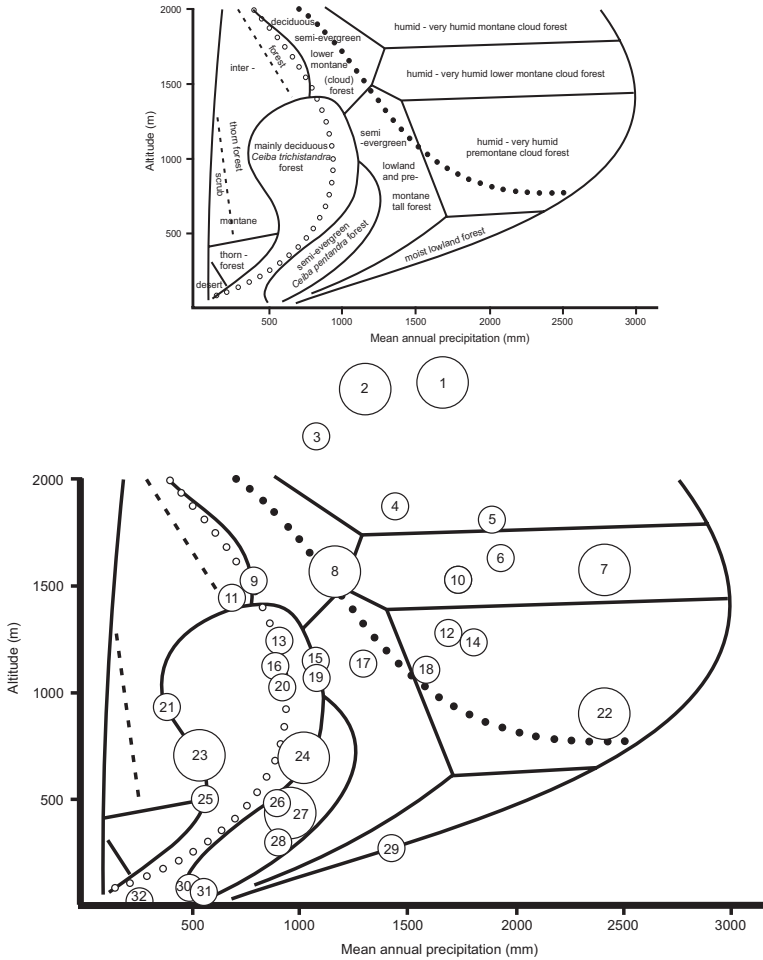 2000
1500
1000
500
Altitude (m)
deciduous
forest
semi-evergreen
lower
montane
(cloud)
forest
inter -
thorn forest
scrub
montane
mainly deciduous
Ceiba trichistandra
forest
semi
-evergreen
lowland
and pre-
montane
tall forest
humid - very humid montane cloud forest
humid - very humid lower montane cloud forest
humid - very humid
premontane cloud forest
thorn -
forest
desert
semi-evergreen
Ceiba pentandra forest
moist lowland forest
500
1000
1500
2000
2500
3000
Mean annual precipitation (mm)
1
2
3
2000
1500
1000
500
Altitude (m)
4
5
6
7
8
9
10
11
12
13
14
15
16
17
18
19
20
21
22
23
24
25
26
27
28
29
30
31
32
500
1000
1500
2000
2500
3000
Mean annual precipitation (mm)